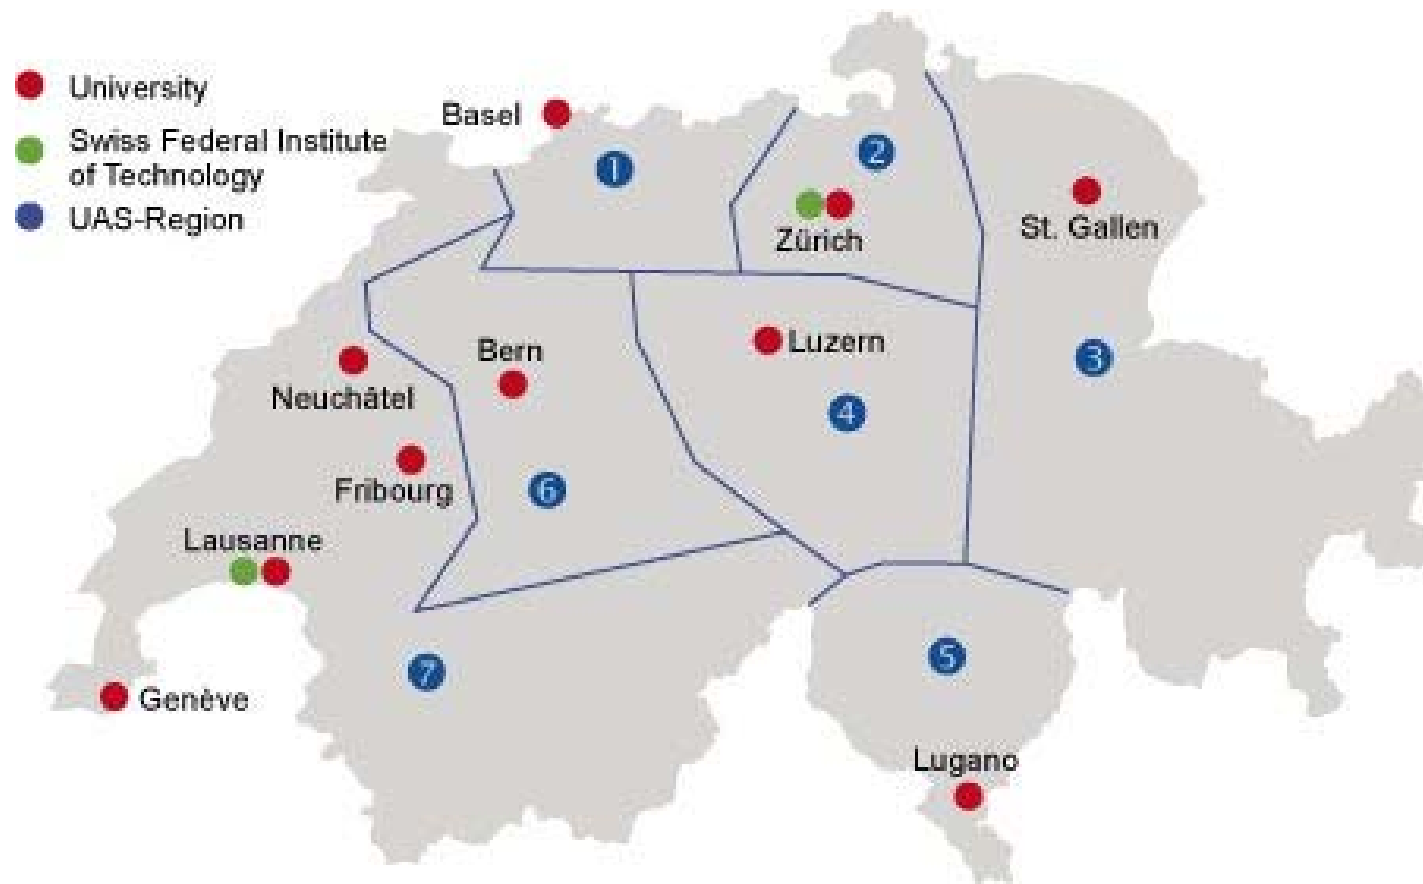 University
Swiss Federal Institute
of Technology
UAS-Region
Basel
1
2
Zürich
St. Gallen
Bern
Luzern
3
Neuchâtel
4
Fribourg
6
Lausanne
5
7
Genève
Lugano